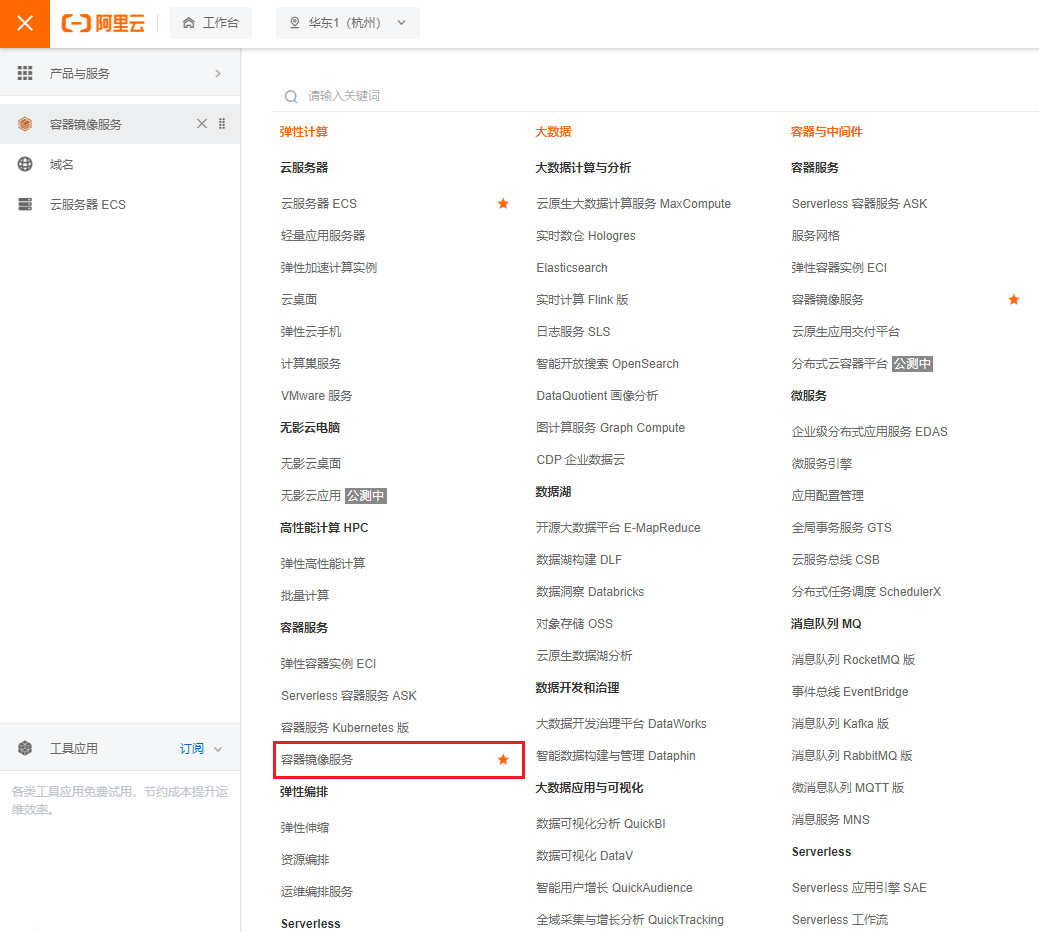 阿里云
工作台
华东1（杭州）
产品与服务
容器镜像服务
域名
云服务器 ECS
工具应用
订阅
各类工具应用免费试用，节约成本提升运
维效率。
请输入关键词
弹性计算
云服务器
云服务器 ECS
轻量应用服务器
弹性加速计算实例
云桌面
弹性云手机
计算巢服务
VMware 服务
无影云电脑
无影云桌面
无影云应用 公测中
高性能计算 HPC
弹性高性能计算
批量计算
容器服务
弹性容器实例 ECI
Serverless 容器服务 ASK
容器服务 Kubernetes 版
容器镜像服务
弹性编排
弹性伸缩
资源编排
运维编排服务
Serverless
大数据
大数据计算与分析
云原生大数据计算服务 MaxCompute
实时数仓 Hologres
Elasticsearch
实时计算 Flink 版
日志服务 SLS
智能开放搜索 OpenSearch
DataQuotient 画像分析
图计算服务 Graph Compute
CDP 企业数据云
数据湖
开源大数据平台 E-MapReduce
数据湖构建 DLF
数据洞察 Databricks
对象存储 OSS
云原生数据湖分析
数据开发和治理
大数据开发治理平台 DataWorks
智能数据构建与管理 Dataphin
大数据应用与可视化
数据可视化分析 QuickBI
数据可视化 DataV
智能用户增长 QuickAudience
全域采集与增长分析 QuickTracking
容器与中间件
容器服务
Serverless 容器服务 ASK
服务网格
弹性容器实例 ECI
容器镜像服务
云原生应用交付平台
分布式云容器平台 公测中
微服务
企业级分布式应用服务 EDAS
微服务引擎
应用配置管理
全局事务服务 GTS
云服务总线 CSB
分布式任务调度 SchedulerX
消息队列 MQ
消息队列 RocketMQ 版
事件总线 EventBridge
消息队列 Kafka 版
消息队列 RabbitMQ 版
微消息队列 MQTT 版
消息服务 MNS
Serverless
Serverless 应用引擎 SAE
Serverless 工作流